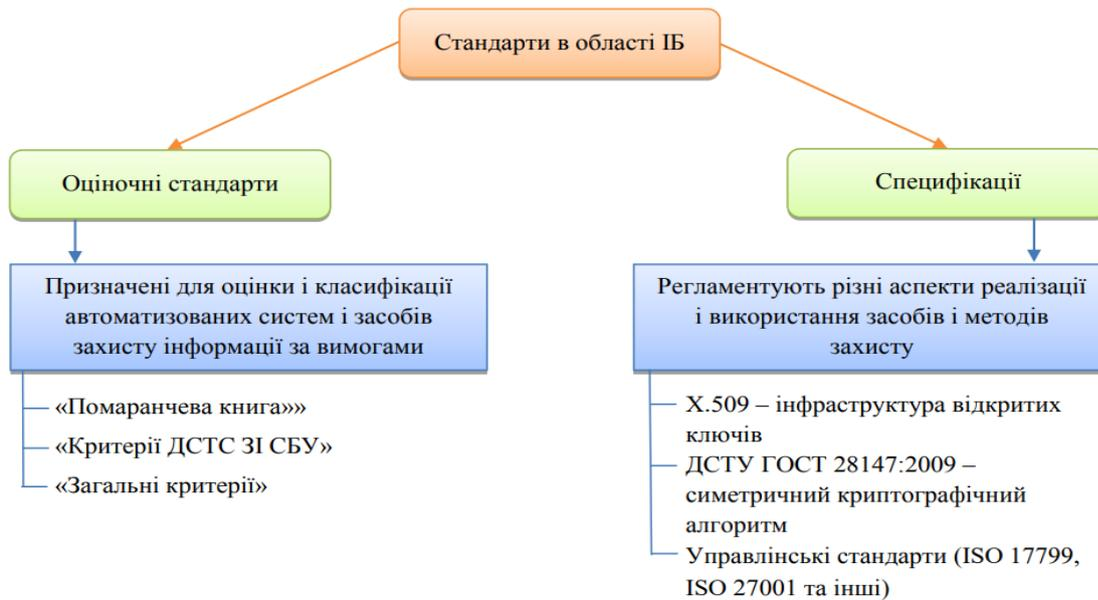 Стандарти в області ІБ
Оціночні стандарти
Специфікації
Призначені для оцінки і класифікації
автоматизованих систем і засобів
захисту інформації за вимогами
Регламентують різні аспекти реалізації
і використання засобів і методів
захисту
«Помаранчева книга»»
«Критерії ДСТС ЗІ СБУ»
«Загальні критерії»
X.509 – інфраструктура відкритих
ключів
ДСТУ ГОСТ 28147:2009 –
симетричний криптографічний
алгоритм
Управлінські стандарти (ISO 17799,
ISO 27001 та інші)